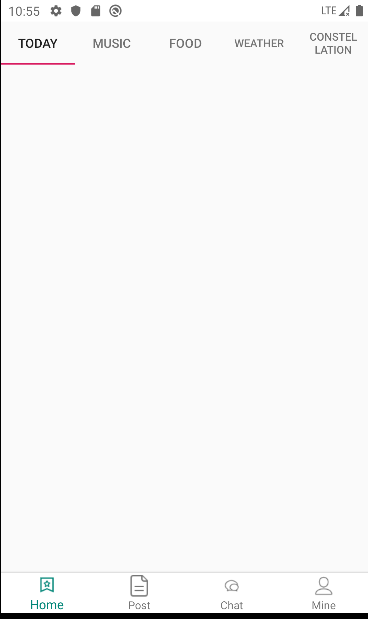 10:55 LTE
TODAY MUSIC FOOD WEATHER CONSTEL
LATION
Home Post Chat Mine